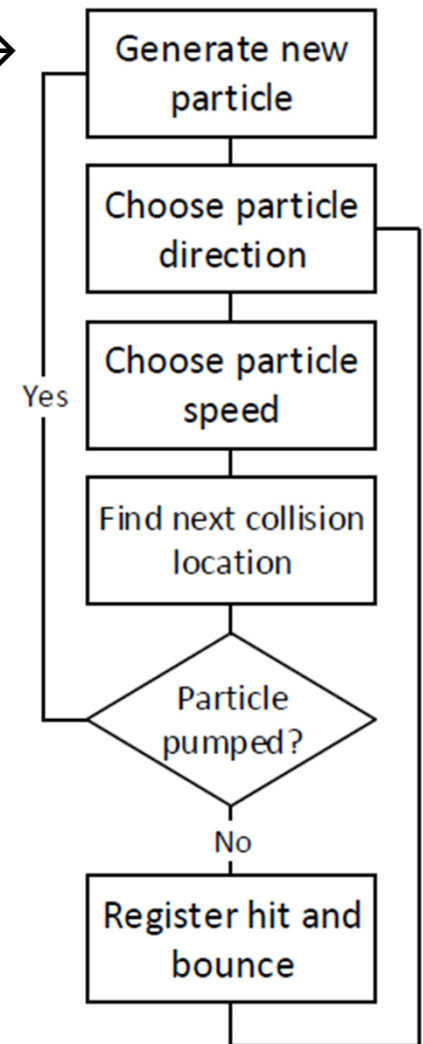 Generate new
particle
Choose particle
direction
Choose particle
speed
Yes
Find next collision
location
Particle
pumped?
No
Register hit and
bounce